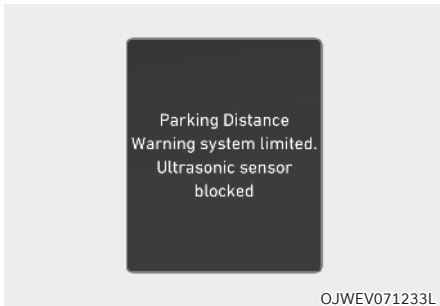 Parking Distance
Warning system limited.
Ultrasonic sensor
blocked
OJWEV071233L